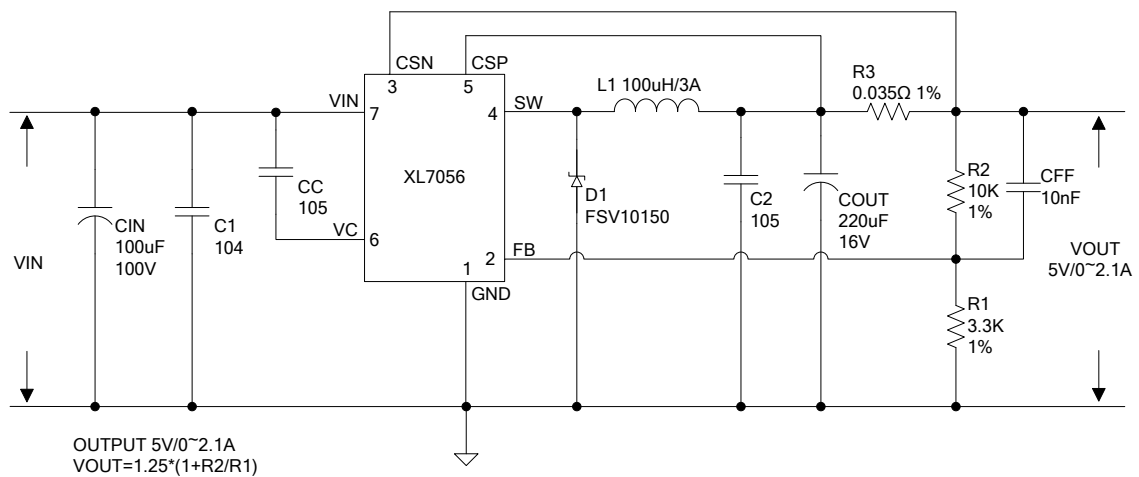 CSN
CSP
3
5
L1 100uH/3A
R3
0.035Ω 1%
VIN
7
SW
4
XL7056
CC
105
CIN
100uF
100V
C1
104
VC
6
D1
FSV10150
C2
105
COUT
220uF
16V
R2
10K
1%
CFF
10nF
2
FB
1
GND
VIN
VOUT
5V/0~2.1A
R1
3.3K
1%
OUTPUT 5V/0~2.1A
VOUT=1.25*(1+R2/R1)